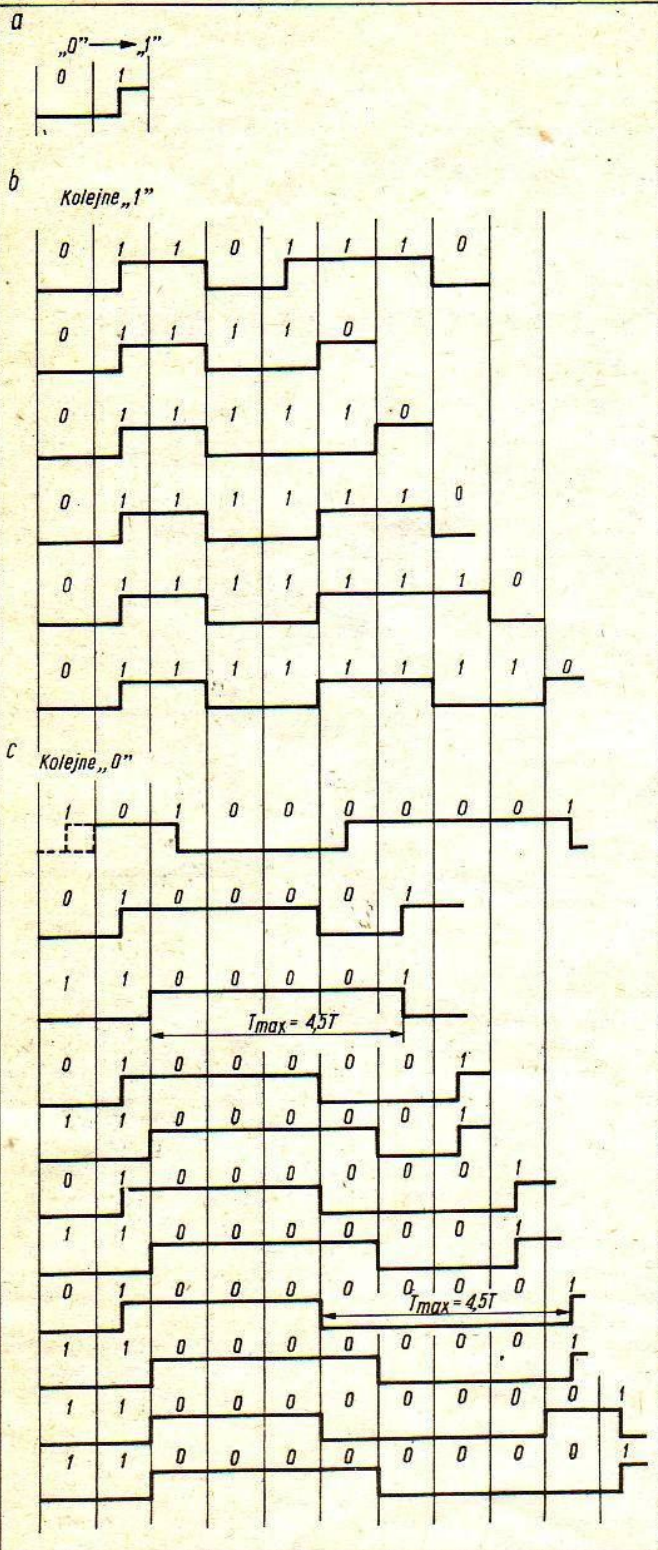 a
„0”→„1”
0 1
b
Kolejne „1”
0 1 1 0 1 1 1 0
0 1 1 1 1 0
0 1 1 1 1 1 0
0 1 1 1 1 1 1 0
0 1 1 1 1 1 1 1 0
0 1 1 1 1 1 1 1 1 0
c
Kolejne „0”
1 0 1 0 0 0 0 0 0 1
0 1 0 0 0 0 1
1 1 0 0 0 0 1
Tmax = 4,5T
0 1 0 0 0 0 0 1
1 1 0 0 0 0 0 1
0 1 0 0 0 0 0 0 1
1 1 0 0 0 0 0 0 1
0 1 0 0 0 0 0 0 0 1
Tmax = 4,5T
1 1 0 0 0 0 0 0 0 1
1 1 0 0 0 0 0 0 0 0 1
1 1 0 0 0 0 0 0 0 0 1